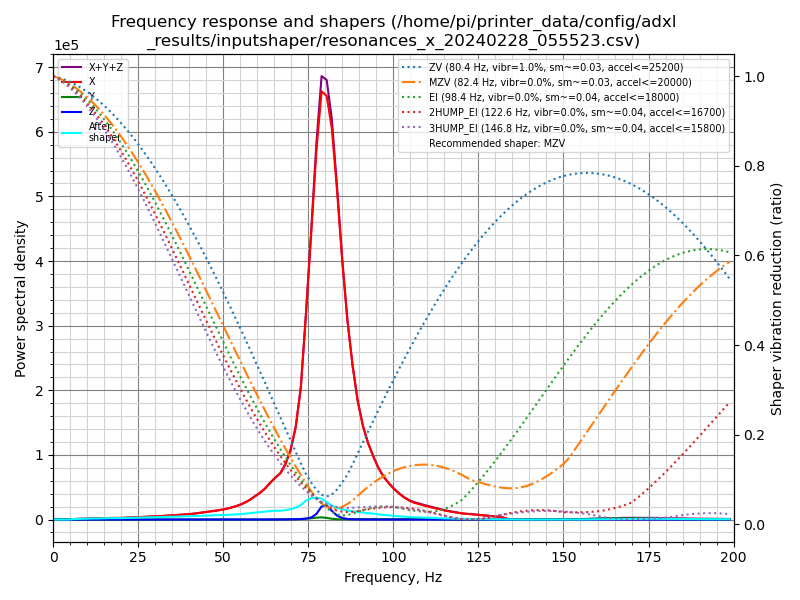 Frequency response and shapers (/home/pi/printer_data/config/adxl
_results/inputshaper/resonances_x_20240228_055523.csv)
1e5
X+Y+Z
X
Y
Z
After
shaper
ZV (80.4 Hz, vibr=1.0%, sm~=0.03, accel<=25200)
MZV (82.4 Hz, vibr=0.0%, sm~=0.03, accel<=20000)
EI (98.4 Hz, vibr=0.0%, sm~=0.04, accel<=18000)
2HUMP_EI (122.6 Hz, vibr=0.0%, sm~=0.04, accel<=16700)
3HUMP_EI (146.8 Hz, vibr=0.0%, sm~=0.04, accel<=15800)
Recommended shaper: MZV
Power spectral density
7
6
5
4
3
2
1
0
1.0
0.8
0.6
0.4
0.2
0.0
Shaper vibration reduction (ratio)
0 25 50 75 100 125 150 175 200
Frequency, Hz